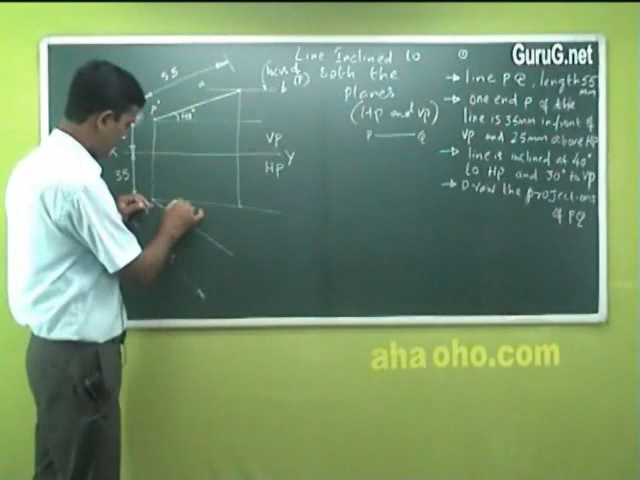 GuruG.net
Line Inclined to
both the
planes
(HP and VP)
P Q
①
→ line PQ, length 55
mm
→ one end P of the
line is 35mm infront of
VP and 25mm above HP
→ line is inclined at 40°
to HP and 30° to VP
→ Draw the projections
of PQ
55
a
b
P'
40°
VP
X Y
HP
35
aha oho.com